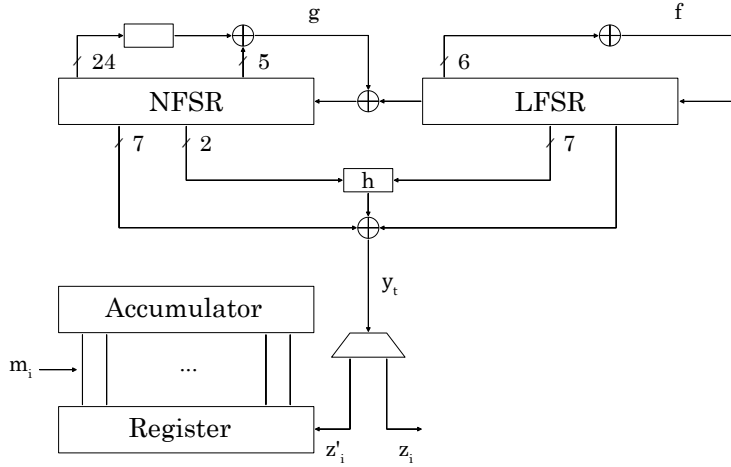 g
f
24
5
6
NFSR
LFSR
7
2
7
h
y_t
Accumulator
m_i
...
Register
z'_i
z_i